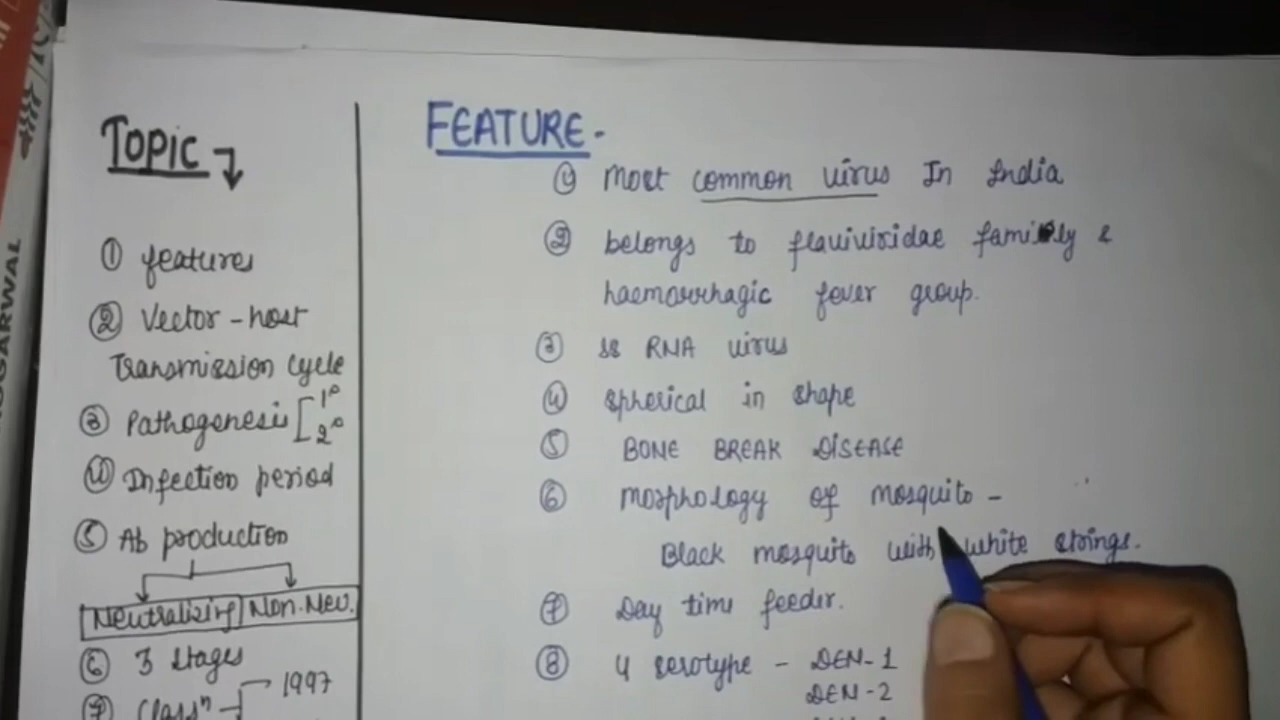 TOPIC
① features
② Vector - host
Transmission cycle
③ Pathogenesis [ 1°
2°
④ Infection period
⑤ Ab production
Neutralizing Non. Neu.
⑥ 3 Stages
⑦ Classⁿ 1997
FEATURE -
① Most common virus In India
② belongs to flaviviridae family &
haemorrhagic fever group.
③ ss RNA virus
④ spherical in shape
⑤ BONE BREAK DISEASE
⑥ morphology of mosquito -
Black mosquito with white strings.
⑦ Day time feeder.
⑧ 4 serotype - DEN-1
DEN-2
OGARWAL